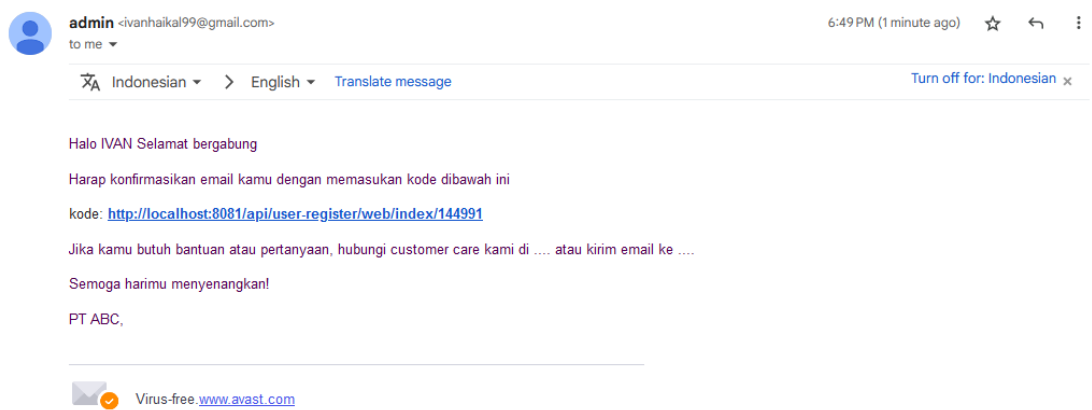 admin <ivanhaikal99@gmail.com>
6:49 PM (1 minute ago)
to me
Indonesian > English Translate message
Turn off for: Indonesian ×
Halo IVAN Selamat bergabung
Harap konfirmasikan email kamu dengan memasukan kode dibawah ini
kode: http://localhost:8081/api/user-register/web/index/144991
Jika kamu butuh bantuan atau pertanyaan, hubungi customer care kami di .... atau kirim email ke ....
Semoga harimu menyenangkan!
PT ABC,
Virus-free.www.avast.com